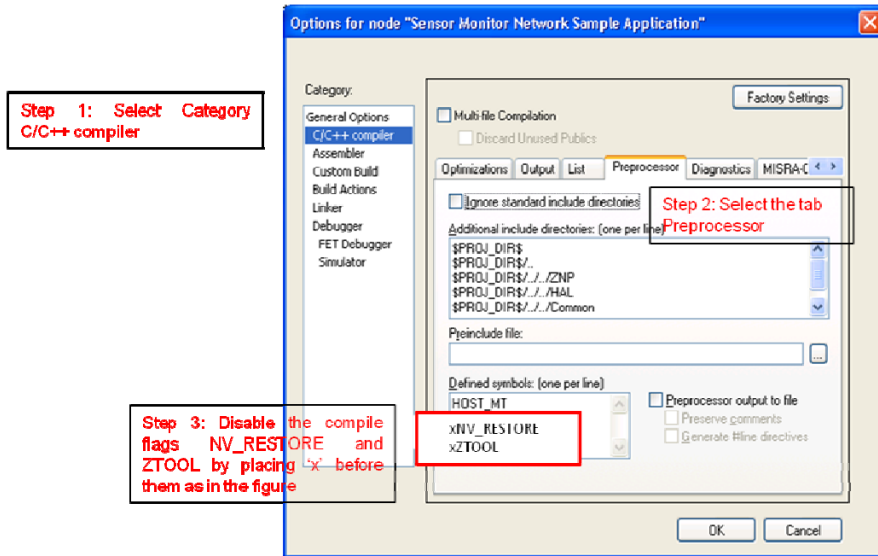 Options for node "Sensor Monitor Network Sample Application"
Step 1: Select Category
C/C++ compiler
Category:
General Options
C/C++ compiler
Assembler
Custom Build
Build Actions
Linker
Debugger
FET Debugger
Simulator
Factory Settings
Multi-file Compilation
Discard Unused Publics
Optimizations
Output
List
Preprocessor
Diagnostics
MISRA-C
Ignore standard include directories
Step 2: Select the tab
Preprocessor
Additional include directories: (one per line)
$PROJ_DIR$
$PROJ_DIR$/..
$PROJ_DIR$/../../ZNP
$PROJ_DIR$/../../HAL
$PROJ_DIR$/../../Common
Preinclude file:
...
Defined symbols: (one per line)
HOST_MT
xNV_RESTORE
xZTOOL
Preprocessor output to file
Preserve comments
Generate #line directives
Step 3: Disable the compile
flags NV_RESTORE and
ZTOOL by placing 'x' before
them as in the figure
OK
Cancel